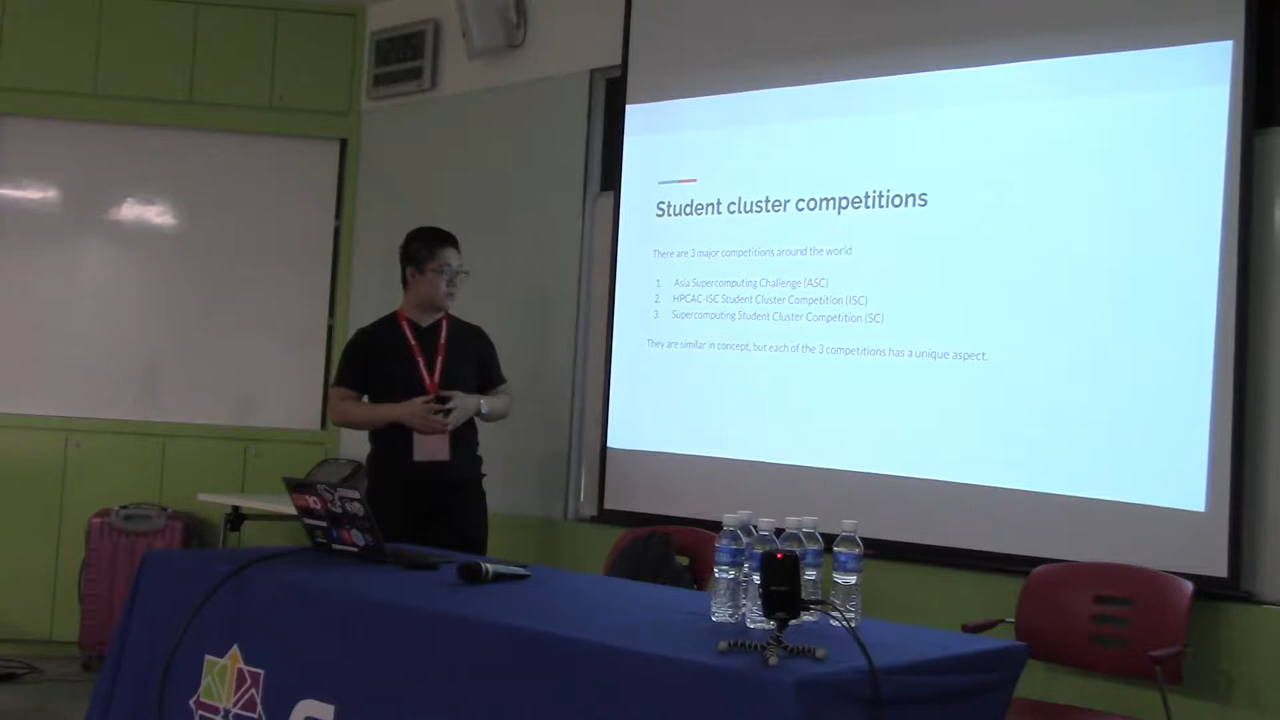 Student cluster competitions
There are 3 major competitions around the world
1. Asia Supercomputing Challenge (ASC)
2. HPCAC-ISC Student Cluster Competition (ISC)
3. Supercomputing Student Cluster Competition (SC)
They are similar in concept, but each of the 3 competitions has a unique aspect.